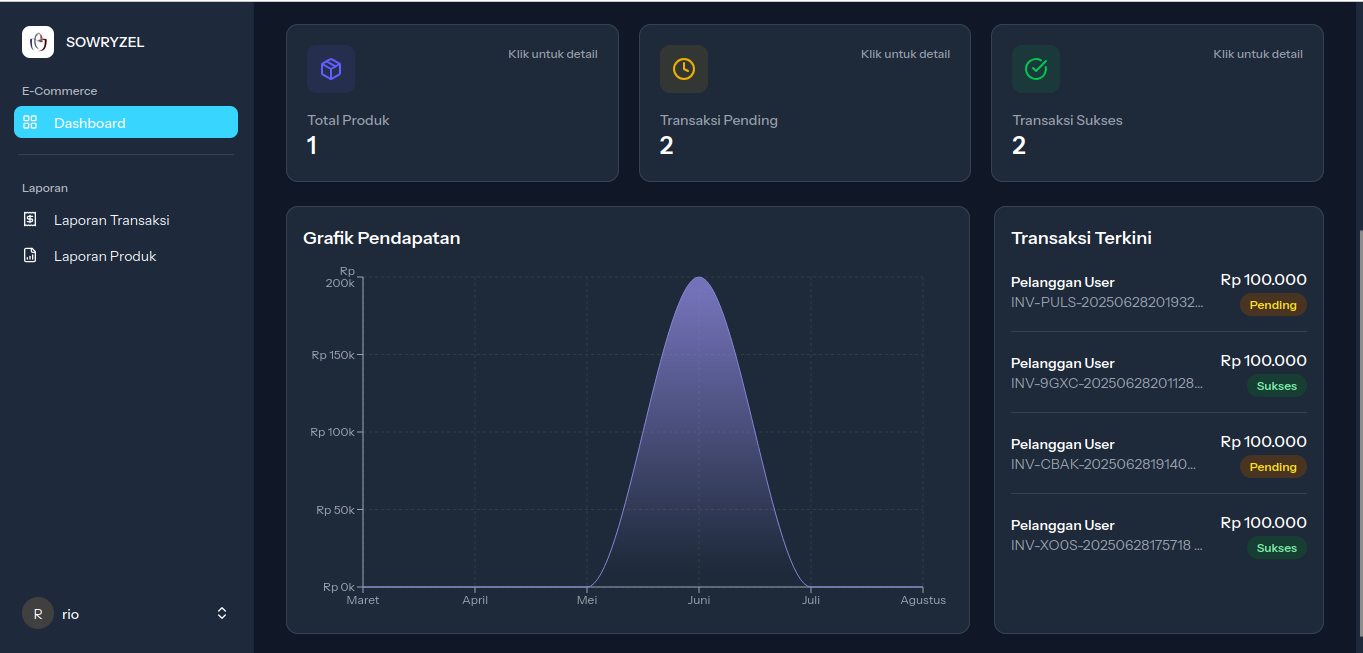 SOWRYZEL
E-Commerce
Dashboard
Laporan
Laporan Transaksi
Laporan Produk
R
rio
Klik untuk detail
Total Produk
1
Klik untuk detail
Transaksi Pending
2
Klik untuk detail
Transaksi Sukses
2
Grafik Pendapatan
Rp
200k
Rp 150k
Rp 100k
Rp 50k
Rp 0k
Maret April Mei Juni Juli Agustus
Transaksi Terkini
Pelanggan User Rp 100.000
INV-PULS-20250628201932... Pending
Pelanggan User Rp 100.000
INV-9GXC-20250628201128... Sukses
Pelanggan User Rp 100.000
INV-CBAK-2025062819140... Pending
Pelanggan User Rp 100.000
INV-XO0S-20250628175718 ... Sukses